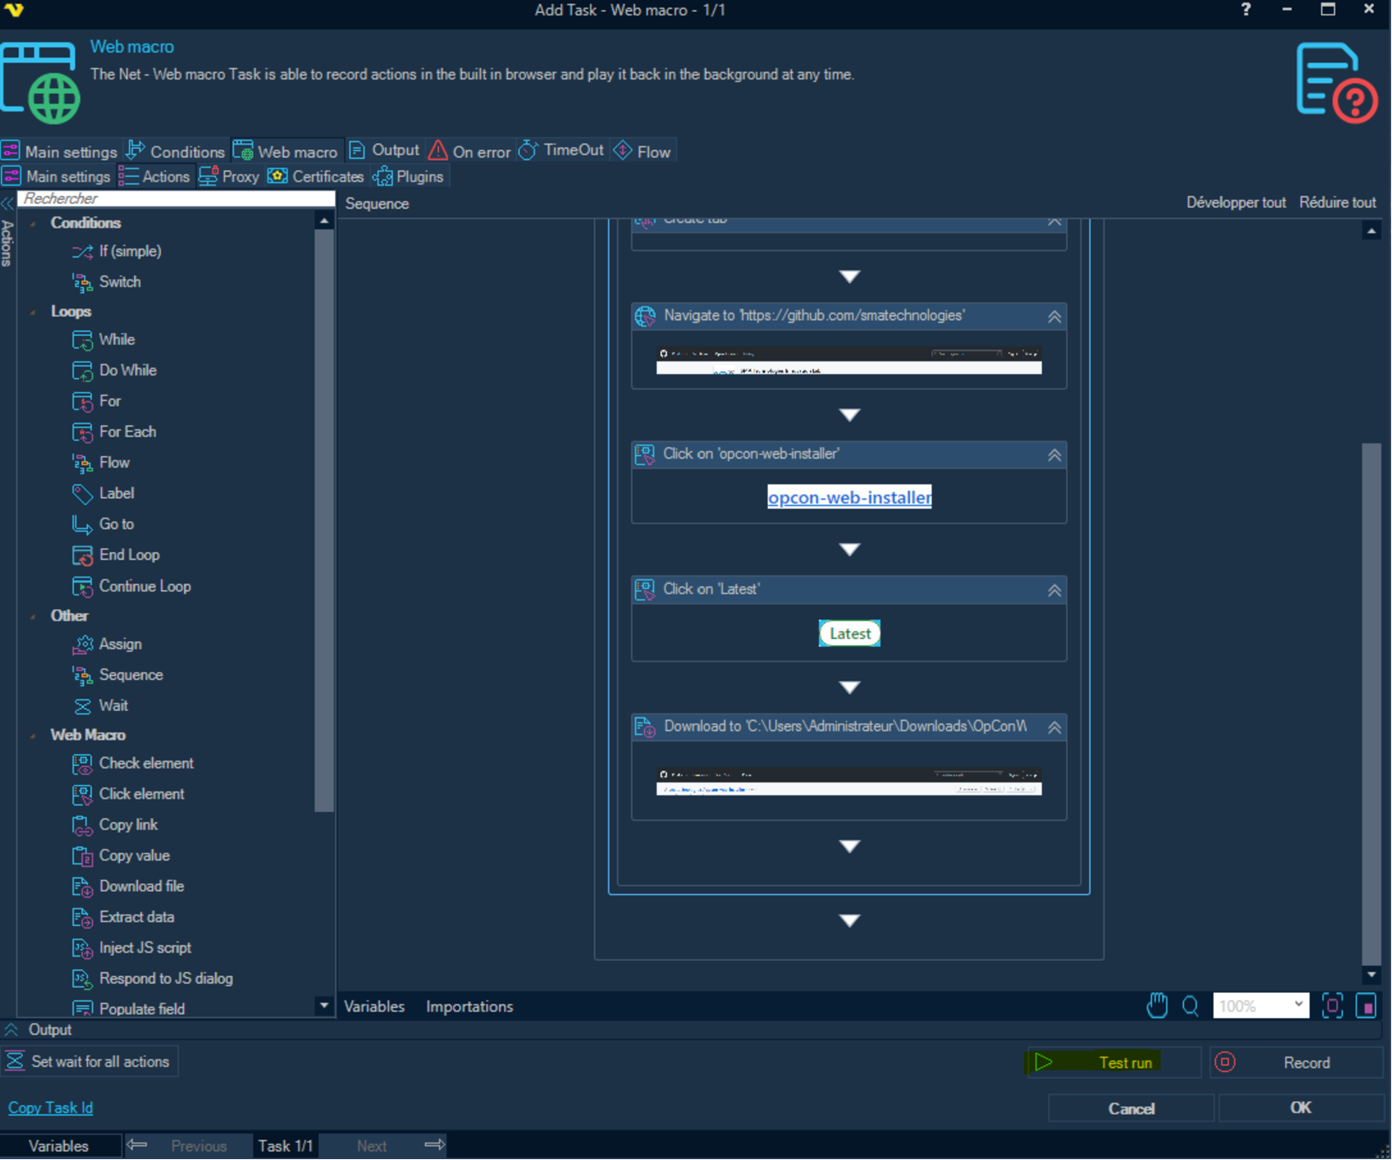 Add Task - Web macro - 1/1
?
Web macro
The Net - Web macro Task is able to record actions in the built in browser and play it back in the background at any time.
Main settings Conditions Web macro Output On error TimeOut Flow
Main settings Actions Proxy Certificates Plugins
Rechercher
Sequence
Développer tout Réduire tout
Actions
Conditions
If (simple)
Switch
Loops
While
Do While
For
For Each
Flow
Label
Go to
End Loop
Continue Loop
Other
Assign
Sequence
Wait
Web Macro
Check element
Click element
Copy link
Copy value
Download file
Extract data
Inject JS script
Respond to JS dialog
Populate field
Create tab
Navigate to 'https://github.com/smatechnologies'
Click on 'opcon-web-installer'
opcon-web-installer
Click on 'Latest'
Latest
Download to 'C:\Users\Administrateur\Downloads\OpConW
Variables Importations
100%
Output
Set wait for all actions
Test run
Record
Copy Task Id
Cancel
OK
Variables
Previous
Task 1/1
Next